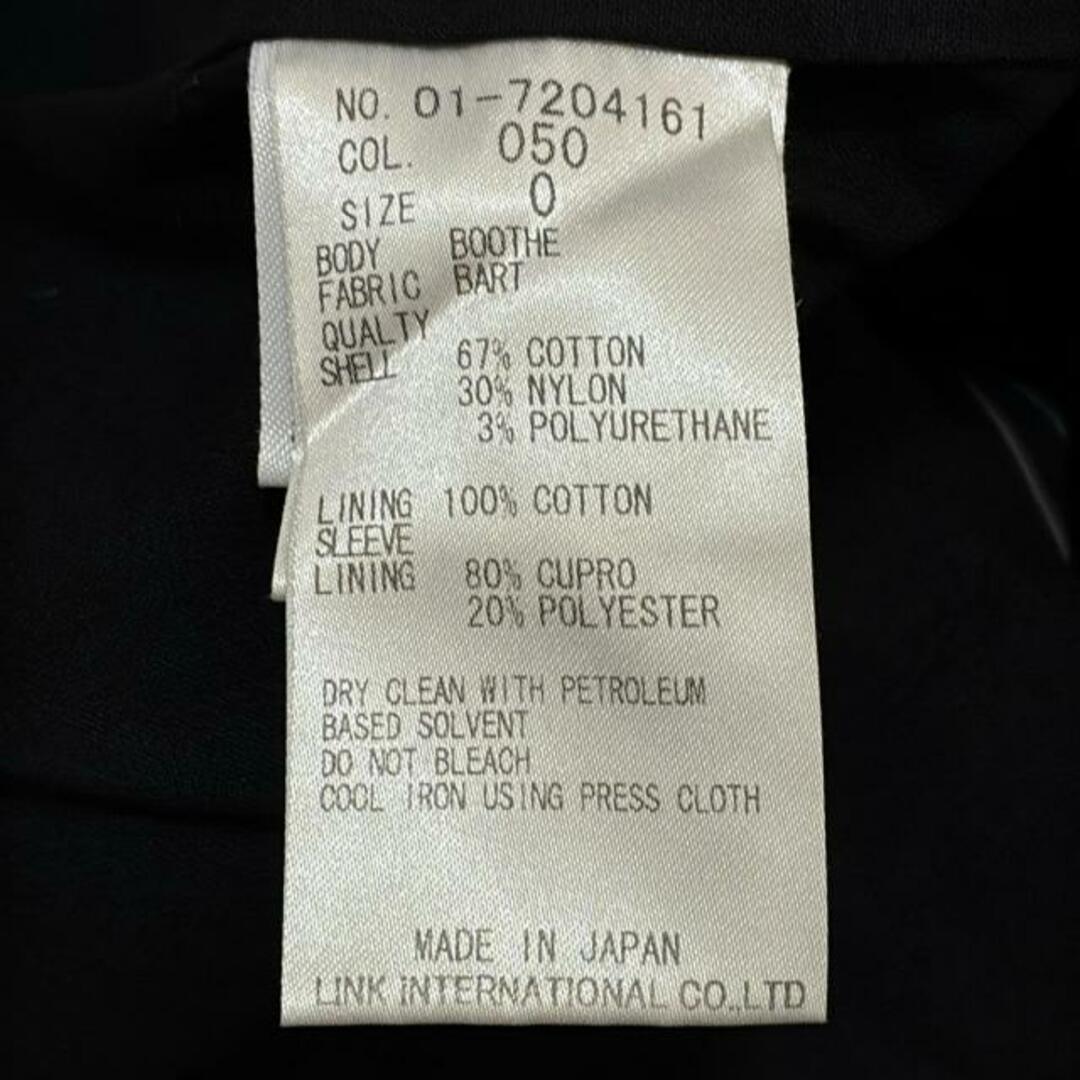 NO. 01-7204161
COL. 050
SIZE 0
BODY BOOTHE
FABRIC BART
QUALTY
SHELL 67% COTTON
30% NYLON
3% POLYURETHANE
LINING 100% COTTON
SLEEVE
LINING 80% CUPRO
20% POLYESTER
DRY CLEAN WITH PETROLEUM
BASED SOLVENT
DO NOT BLEACH
COOL IRON USING PRESS CLOTH
MADE IN JAPAN
LINK INTERNATIONAL CO.,LTD